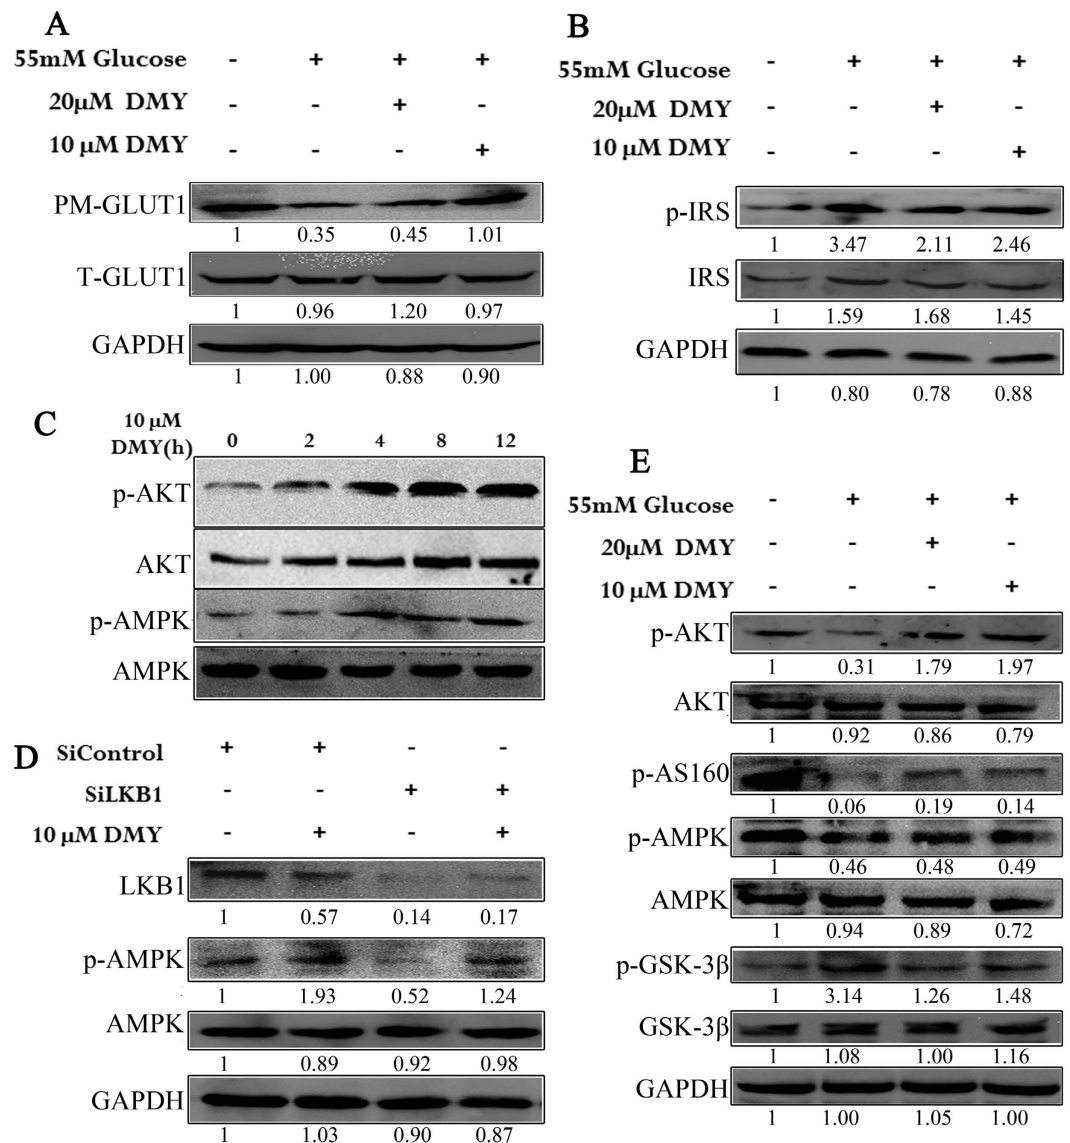 A
55mM Glucose - + + +
20µM DMY - - + -
10 µM DMY - - - +
PM-GLUT1
1 0.35 0.45 1.01
T-GLUT1
1 0.96 1.20 0.97
GAPDH
1 1.00 0.88 0.90
B
55mM Glucose - + + +
20µM DMY - - + -
10 µM DMY - - - +
p-IRS
1 3.47 2.11 2.46
IRS
1 1.59 1.68 1.45
GAPDH
1 0.80 0.78 0.88
C
10 µM
DMY(h) 0 2 4 8 12
p-AKT
AKT
p-AMPK
AMPK
D
SiControl + + - -
SiLKB1 - - + +
10 µM DMY - + - +
LKB1
1 0.57 0.14 0.17
p-AMPK
1 1.93 0.52 1.24
AMPK
1 0.89 0.92 0.98
GAPDH
1 1.03 0.90 0.87
E
55mM Glucose - + + +
20µM DMY - - + -
10 µM DMY - - - +
p-AKT
1 0.31 1.79 1.97
AKT
1 0.92 0.86 0.79
p-AS160
1 0.06 0.19 0.14
p-AMPK
1 0.46 0.48 0.49
AMPK
1 0.94 0.89 0.72
p-GSK-3β
1 3.14 1.26 1.48
GSK-3β
1 1.08 1.00 1.16
GAPDH
1 1.00 1.05 1.00